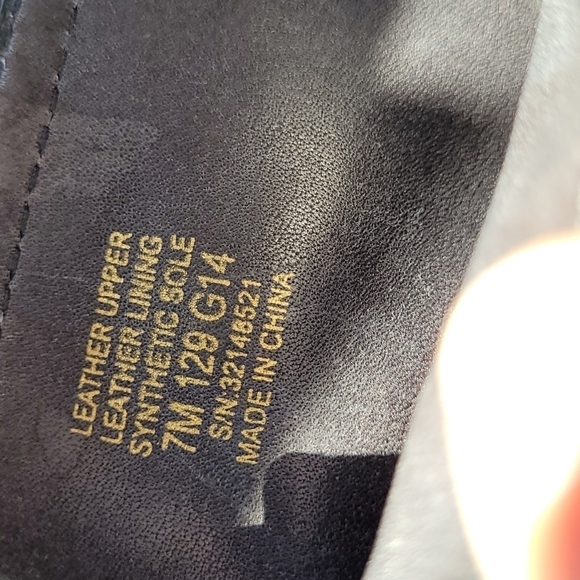 LEATHER UPPER
LEATHER LINING
SYNTHETIC SOLE
7M 129 G14
S/N:32148521
MADE IN CHINA